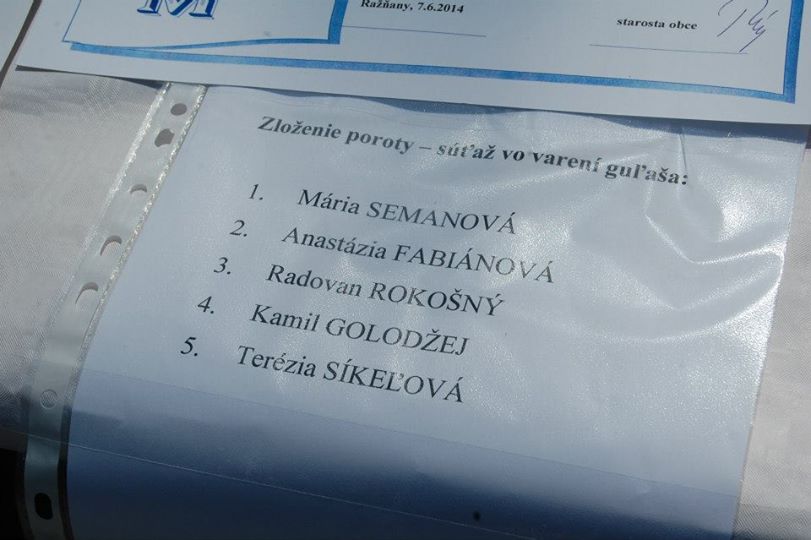 M
Ražňany, 7.6.2014
starosta obce
Zloženie poroty – súťaž vo varení guľaša:
1. Mária SEMANOVÁ
2. Anastázia FABIÁNOVÁ
3. Radovan ROKOŠNÝ
4. Kamil GOLODŽEJ
5. Terézia SÍKEĽOVÁ